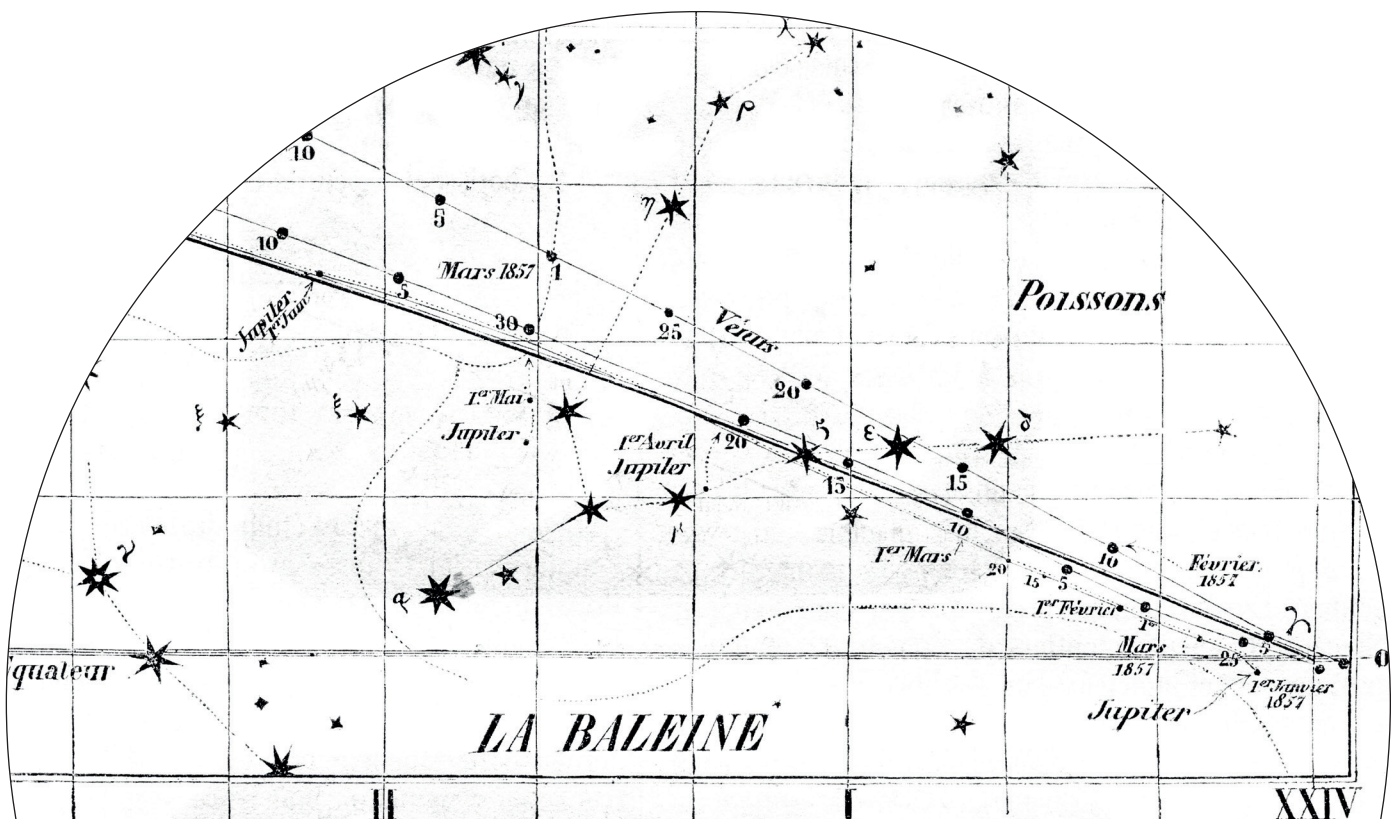 λ
γ
ρ
10
5
η
10
Mars 1857
1
5
Poissons
Jupiter
1er Juin
30
25
Vénus
20
ξ
ξ
1er Mai
Jupiter
1er Avril
Jupiter
20
ζ
ε
δ
15
15
10
1er Mars
20
15
5
10
Février
1857
γ
α
1er Février
1er
Mars
1857
25
5
♈
0
quateur
1er Janvier
1857
Jupiter
LA BALEINE
II
I
XXIV